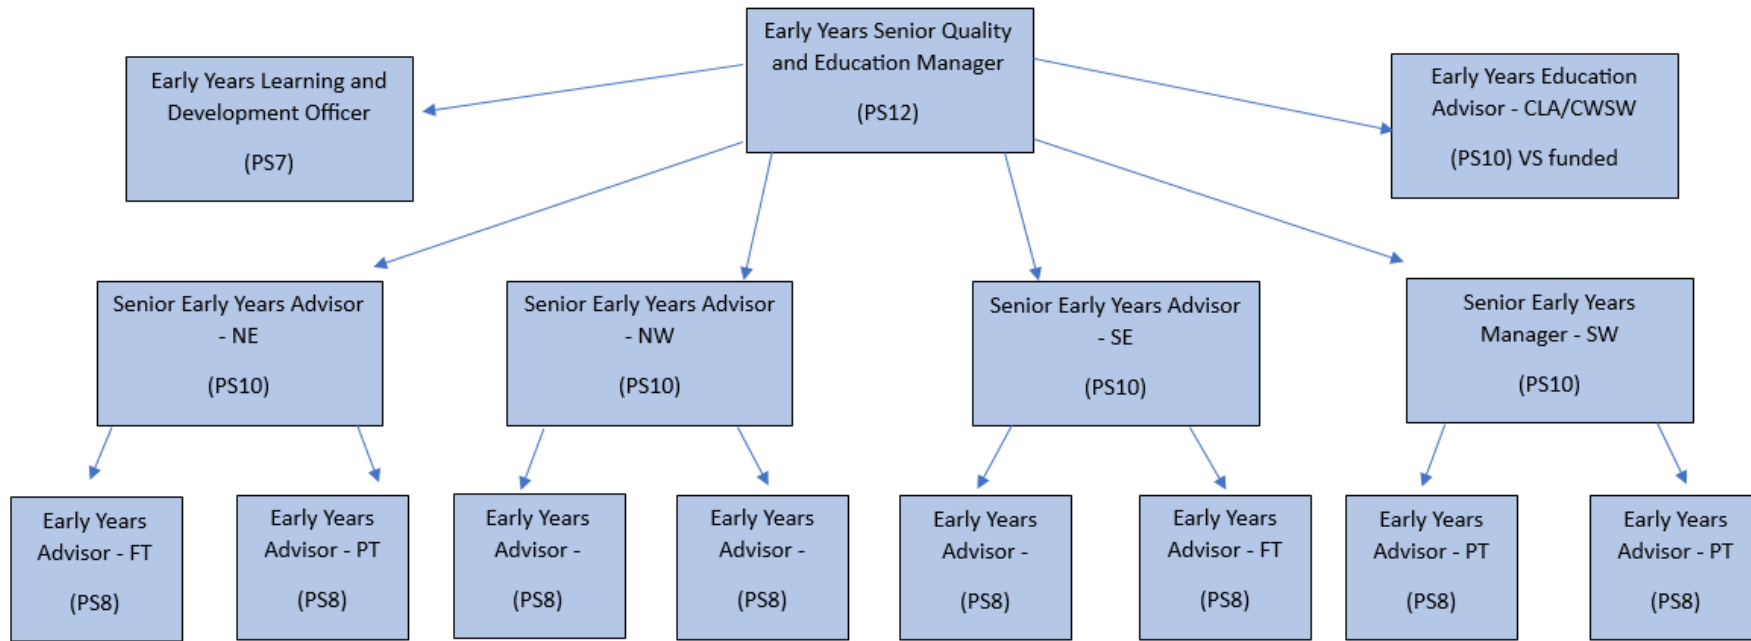 Early Years Senior Quality
and Education Manager
(PS12)
Early Years Learning and
Development Officer
(PS7)
Early Years Education
Advisor - CLA/CWSW
(PS10) VS funded
Senior Early Years Advisor
- NE
(PS10)
Senior Early Years Advisor
- NW
(PS10)
Senior Early Years Advisor
- SE
(PS10)
Senior Early Years
Manager - SW
(PS10)
Early Years
Advisor - FT
(PS8)
Early Years
Advisor - PT
(PS8)
Early Years
Advisor -
(PS8)
Early Years
Advisor -
(PS8)
Early Years
Advisor -
(PS8)
Early Years
Advisor - FT
(PS8)
Early Years
Advisor - PT
(PS8)
Early Years
Advisor - PT
(PS8)